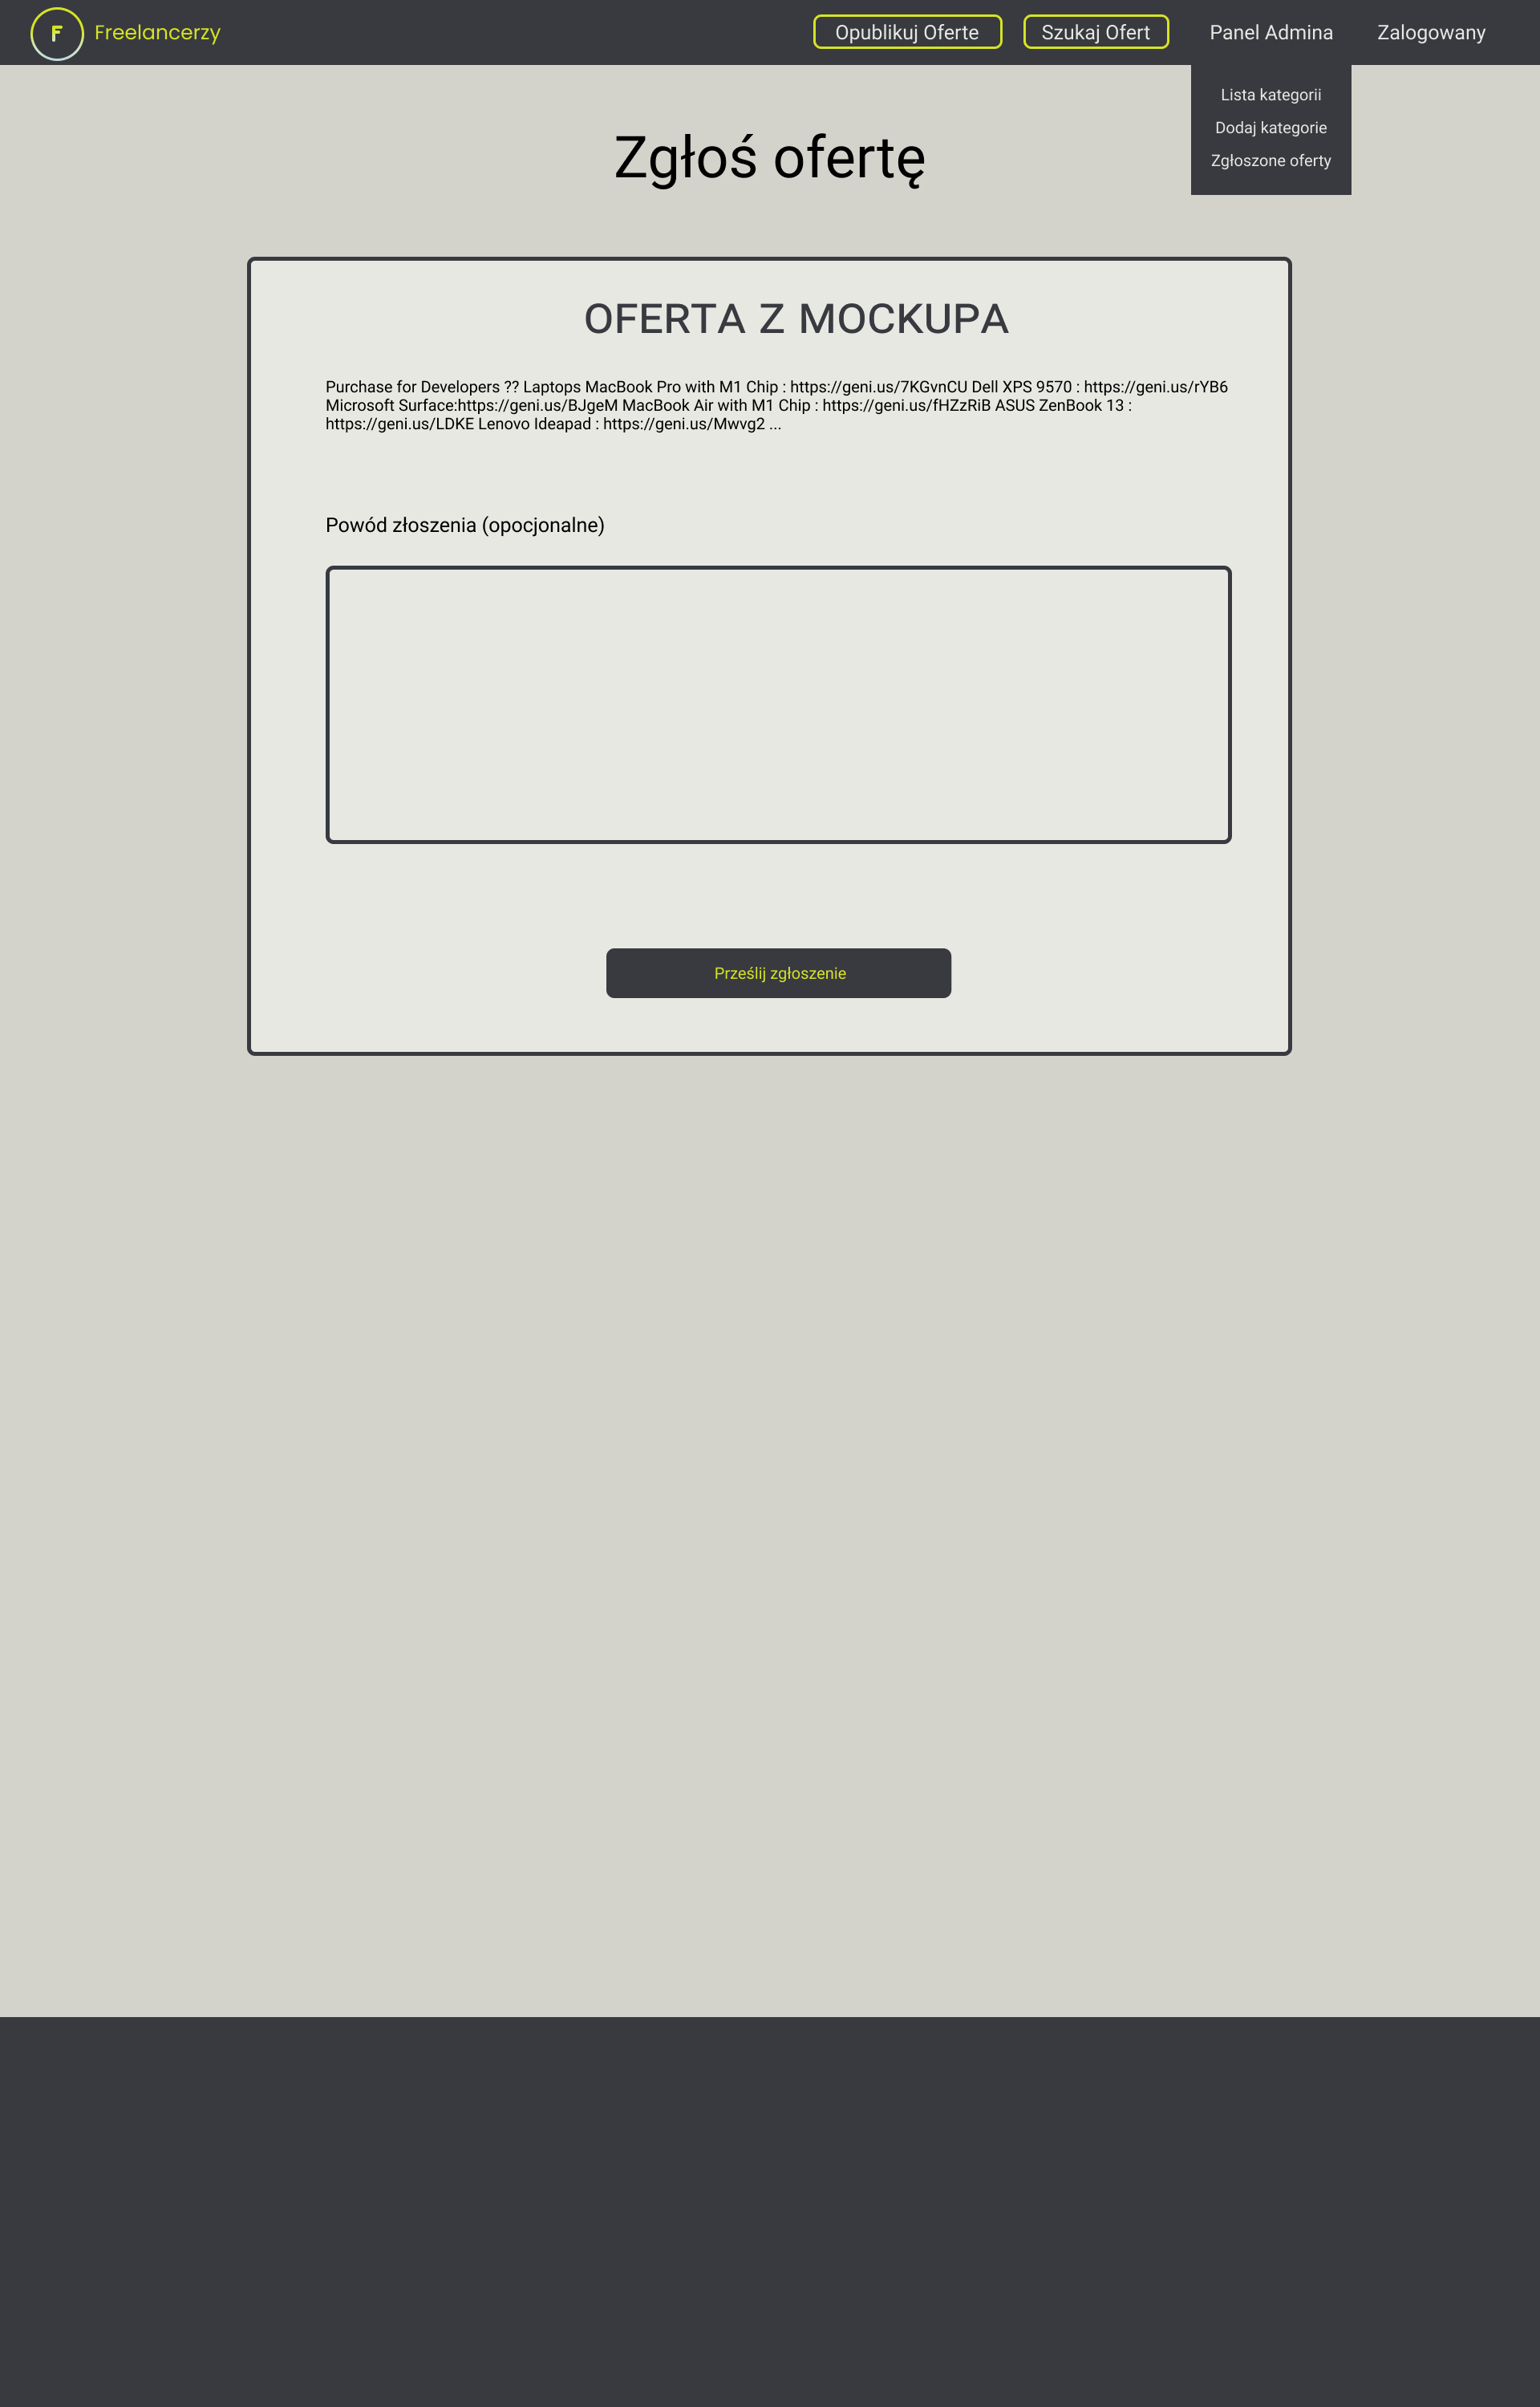 F
Freelancerzy
Opublikuj Oferte
Szukaj Ofert
Panel Admina
Zalogowany
Lista kategorii
Dodaj kategorie
Zgłoszone oferty
Zgłoś ofertę
OFERTA Z MOCKUPA
Purchase for Developers ?? Laptops MacBook Pro with M1 Chip : https://geni.us/7KGvnCU Dell XPS 9570 : https://geni.us/rYB6
Microsoft Surface:https://geni.us/BJgeM MacBook Air with M1 Chip : https://geni.us/fHZzRiB ASUS ZenBook 13 :
https://geni.us/LDKE Lenovo Ideapad : https://geni.us/Mwvg2 ...
Powód złoszenia (opocjonalne)
Prześlij zgłoszenie